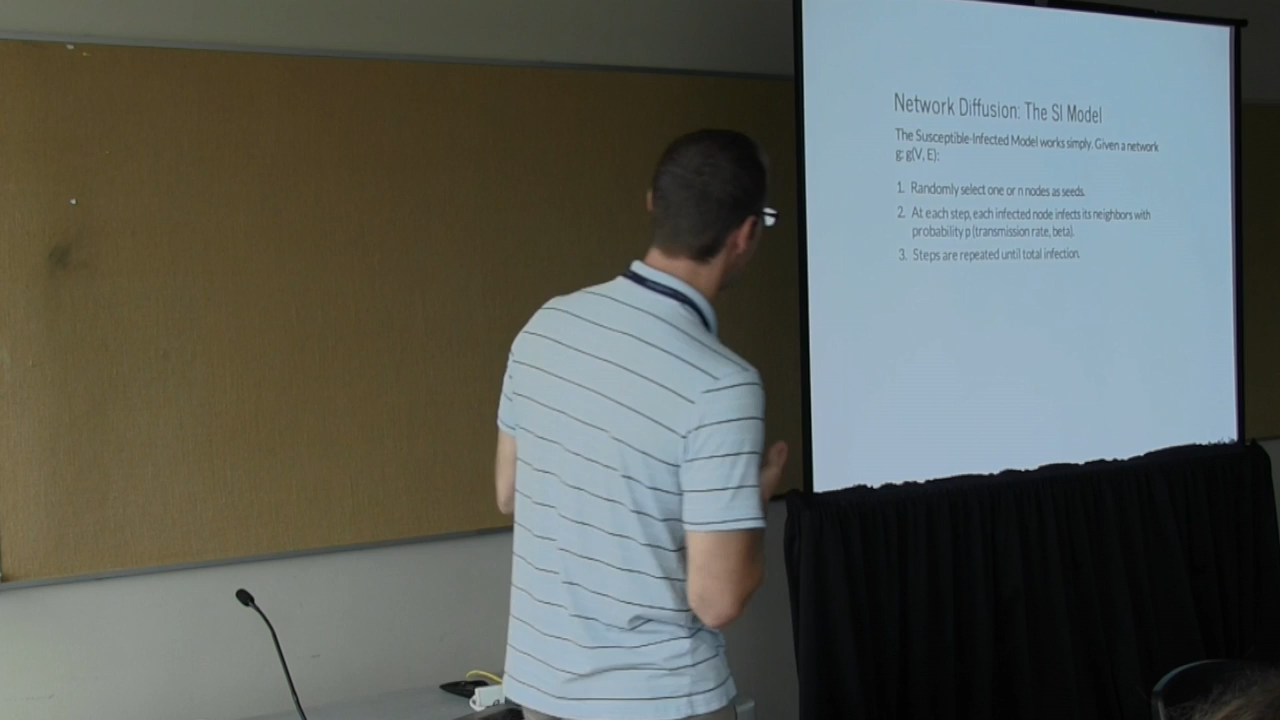 Network Diffusion: The SI Model
The Susceptible-Infected Model works simply. Given a network
g: g(V, E):
1. Randomly select one or n nodes as seeds.
2. At each step, each infected node infects its neighbors with
probability p (transmission rate, beta).
3. Steps are repeated until total infection.